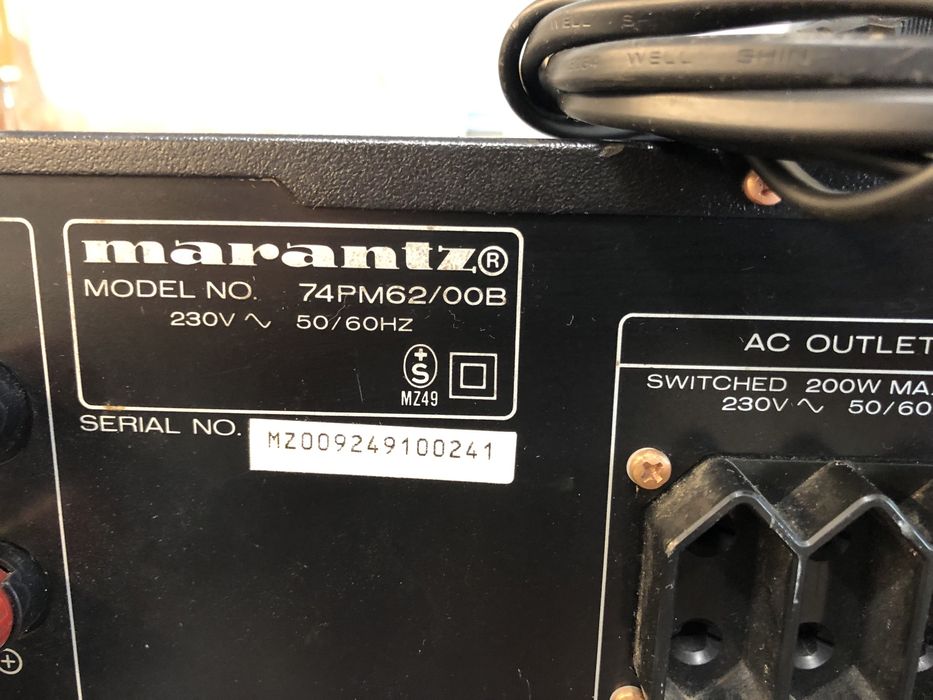 WELL S
WELL SHIN
marantz®
MODEL NO. 74PM62/00B
230V ∿ 50/60HZ
+
S
MZ49
SERIAL NO.
MZ009249100241
AC OUTLET
SWITCHED 200W MA
230V ∿ 50/60
+